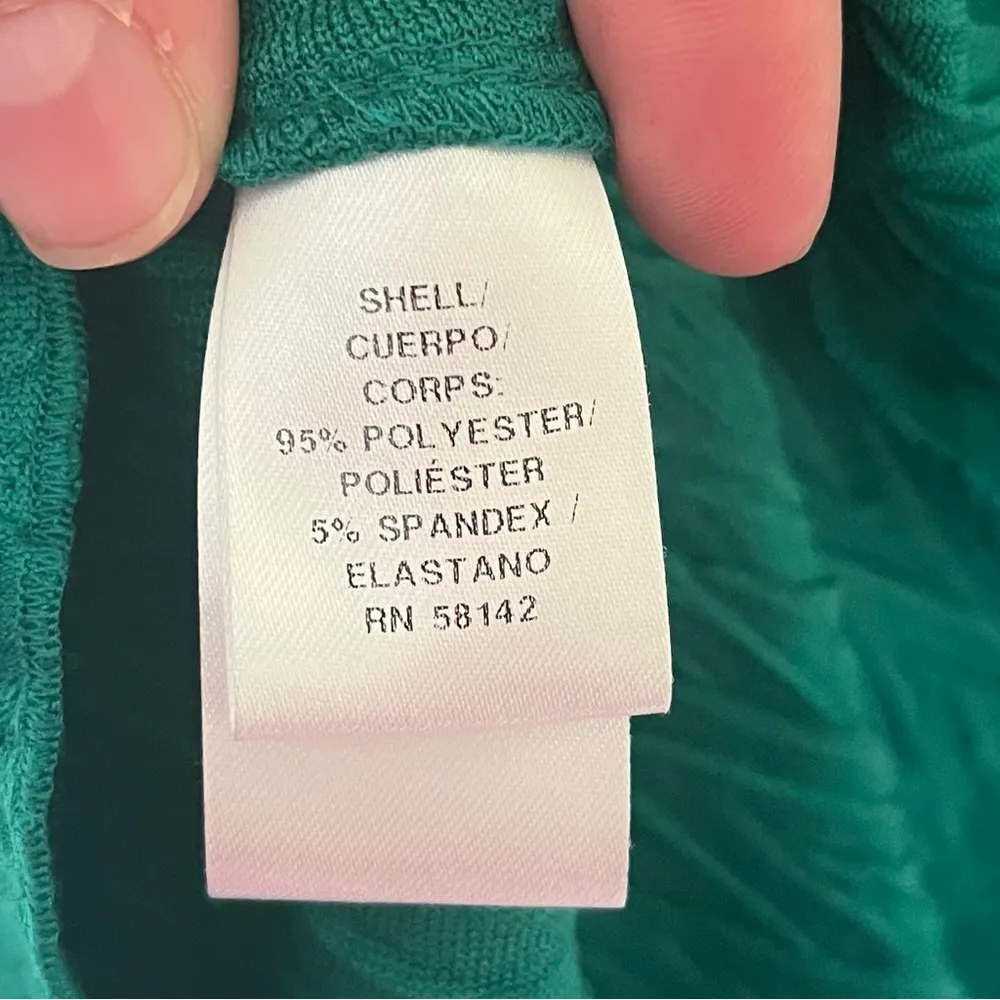 SHELL/
CUERPO/
CORPS:
95% POLYESTER/
POLIÉSTER
5% SPANDEX /
ELASTANO
RN 58142